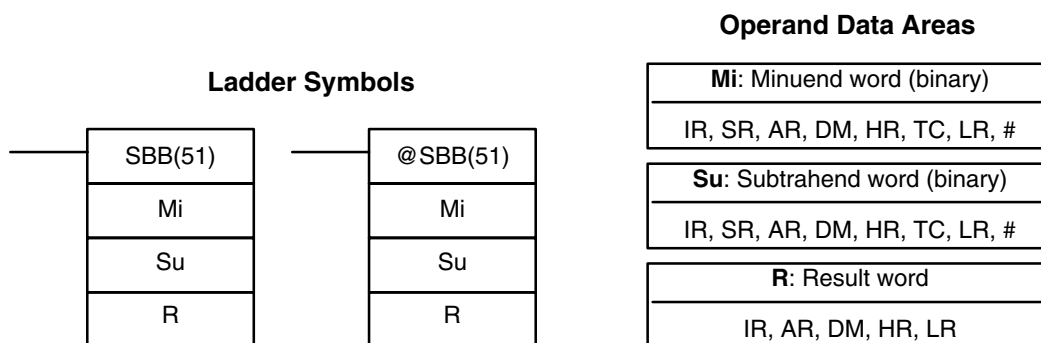 Ladder Symbols
SBB(51)
Mi
Su
R
@SBB(51)
Mi
Su
R
Operand Data Areas
Mi: Minuend word (binary)
IR, SR, AR, DM, HR, TC, LR, #
Su: Subtrahend word (binary)
IR, SR, AR, DM, HR, TC, LR, #
R: Result word
IR, AR, DM, HR, LR